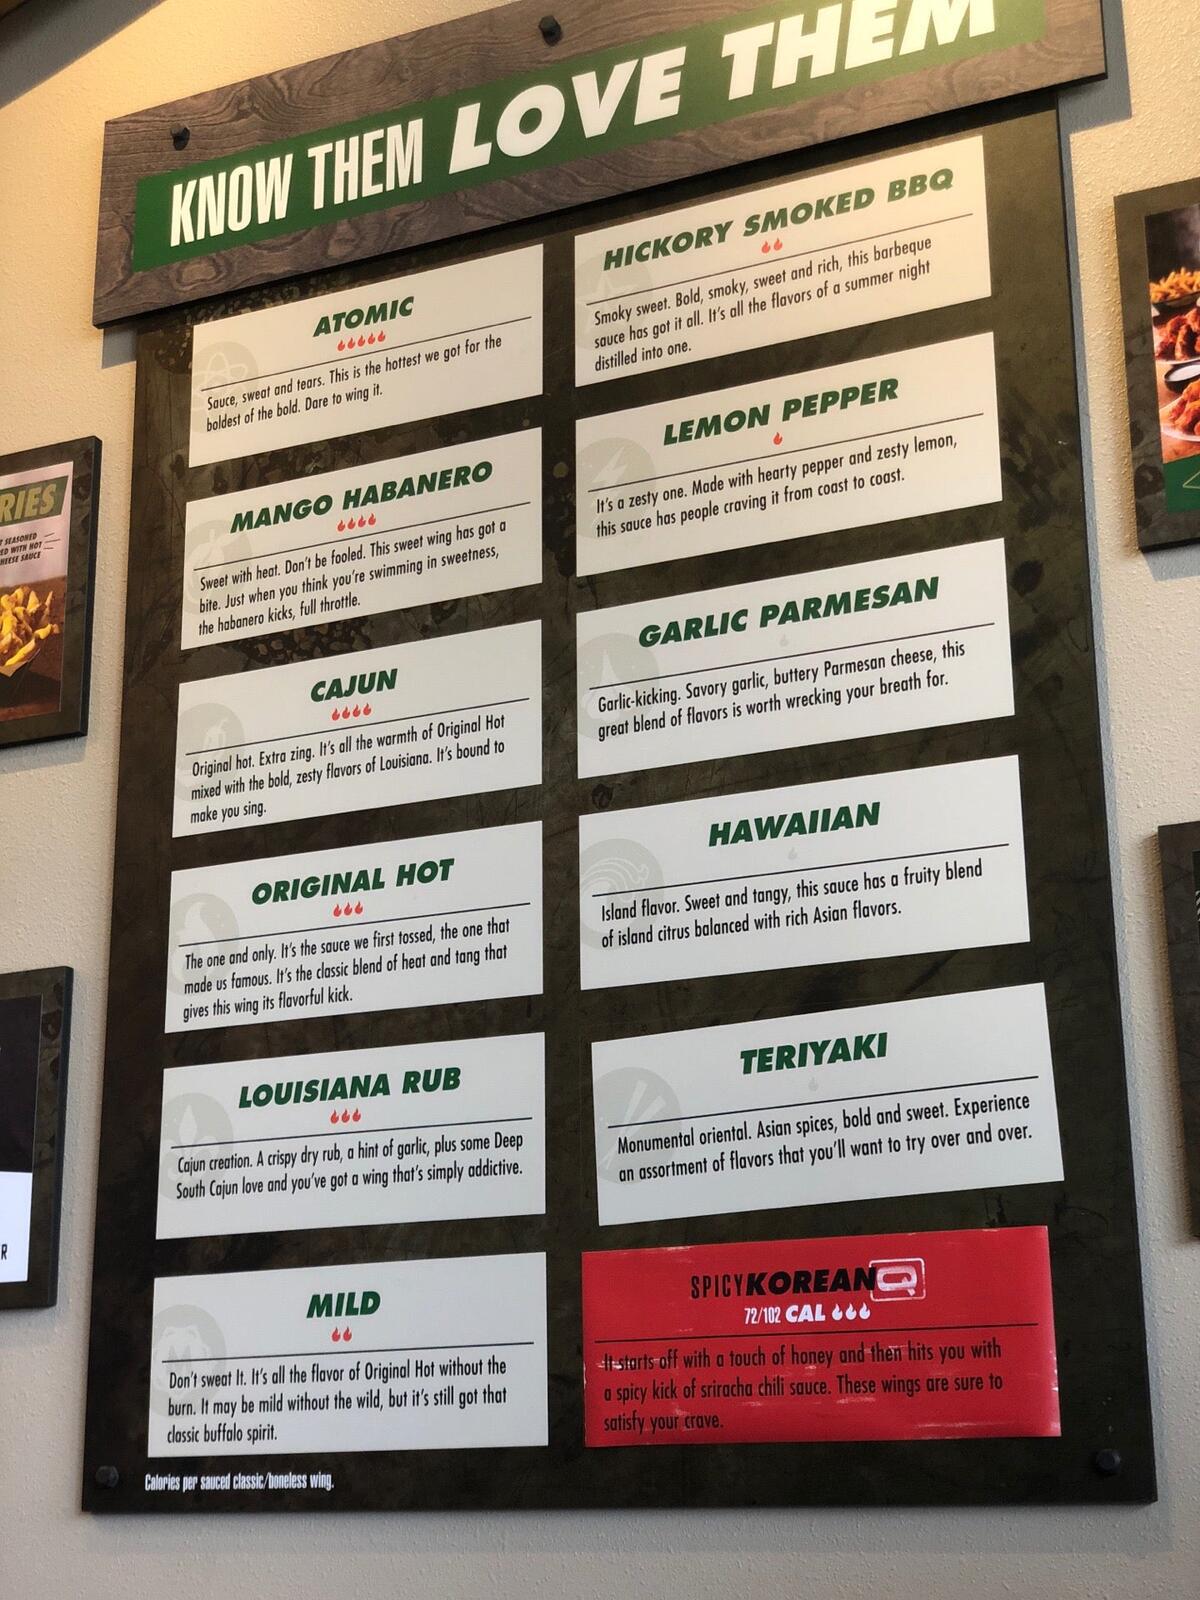 KNOW THEM LOVE THEM
ATOMIC
Sauce, sweat and tears. This is the hottest we got for the
boldest of the bold. Dare to wing it.
MANGO HABANERO
Sweet with heat. Don't be fooled. This sweet wing has got a
bite. Just when you think you're swimming in sweetness,
the habanero kicks, full throttle.
CAJUN
Original hot. Extra zing. It's all the warmth of Original Hot
mixed with the bold, zesty flavors of Louisiana. It's bound to
make you sing.
ORIGINAL HOT
The one and only. It's the sauce we first tossed, the one that
made us famous. It's the classic blend of heat and tang that
gives this wing its flavorful kick.
LOUISIANA RUB
Cajun creation. A crispy dry rub, a hint of garlic, plus some Deep
South Cajun love and you've got a wing that's simply addictive.
MILD
Don't sweat It. It's all the flavor of Original Hot without the
burn. It may be mild without the wild, but it's still got that
classic buffalo spirit.
Calories per sauced classic/boneless wing.
HICKORY SMOKED BBQ
Smoky sweet. Bold, smoky, sweet and rich, this barbeque
sauce has got it all. It's all the flavors of a summer night
distilled into one.
LEMON PEPPER
It's a zesty one. Made with hearty pepper and zesty lemon,
this sauce has people craving it from coast to coast.
GARLIC PARMESAN
Garlic-kicking. Savory garlic, buttery Parmesan cheese, this
great blend of flavors is worth wrecking your breath for.
HAWAIIAN
Island flavor. Sweet and tangy, this sauce has a fruity blend
of island citrus balanced with rich Asian flavors.
TERIYAKI
Monumental oriental. Asian spices, bold and sweet. Experience
an assortment of flavors that you'll want to try over and over.
SPICY KOREAN Q
72/102 CAL
It starts off with a touch of honey and then hits you with
a spicy kick of sriracha chili sauce. These wings are sure to
satisfy your crave.
RIES
SEASONED
ED WITH HOT
HEESE SAUCE
R